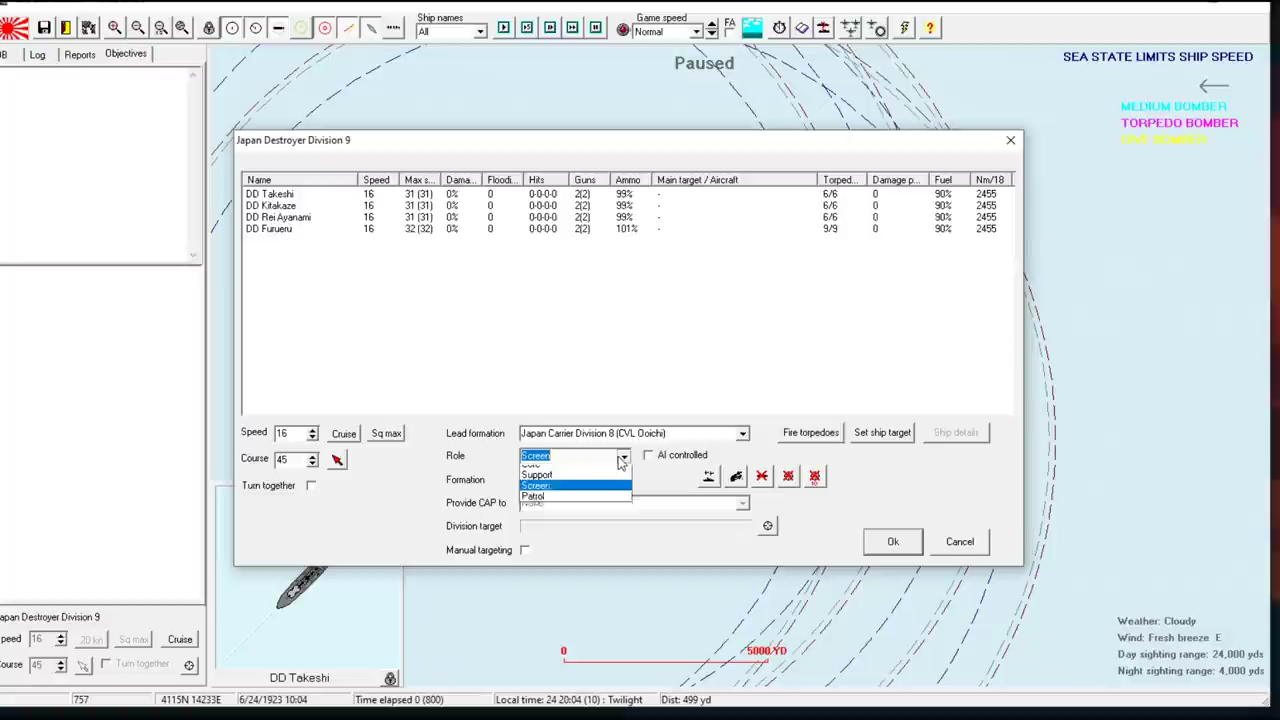 Ship names
Game speed
All
Normal
FA
Log
Reports
Objectives
Paused
SEA STATE LIMITS SHIP SPEED
MEDIUM BOMBER
TORPEDO BOMBER
DIVE BOMBER
Japan Destroyer Division 9
Name Speed Max s... Dama... Floodi... Hits Guns Ammo Main target / Aircraft Torped... Damage p... Fuel Nm/18
DD Takeshi 16 31 (31) 0% 0 0-0-0-0 2(2) 99% - 6/6 0 90% 2455
DD Kitakaze 16 31 (31) 0% 0 0-0-0-0 2(2) 99% - 6/6 0 90% 2455
DD Rei Ayanami 16 31 (31) 0% 0 0-0-0-0 2(2) 99% - 6/6 0 90% 2455
DD Furueru 16 32 (32) 0% 0 0-0-0-0 2(2) 101% - 9/9 0 90% 2455
Speed 16 Cruise Sq max
Lead formation Japan Carrier Division 8 (CVL Ooichi)
Fire torpedoes Set ship target Ship details
Course 45
Role Screen
AI controlled
Turn together
Support
Screen
Patrol
Formation
Provide CAP to
Division target
Manual targeting
Ok Cancel
apan Destroyer Division 9
peed 16 20 kn Sq max Cruise
Course 45 Turn together
DD Takeshi
0 5000 YD
Weather: Cloudy
Wind: Fresh breeze E
Day sighting range: 24,000 yds
Night sighting range: 4,000 yds
757 4115N 14233E 6/24/1923 10:04 Time elapsed 0 (800) Local time: 24 20:04 (10) : Twilight Dist: 499 yd